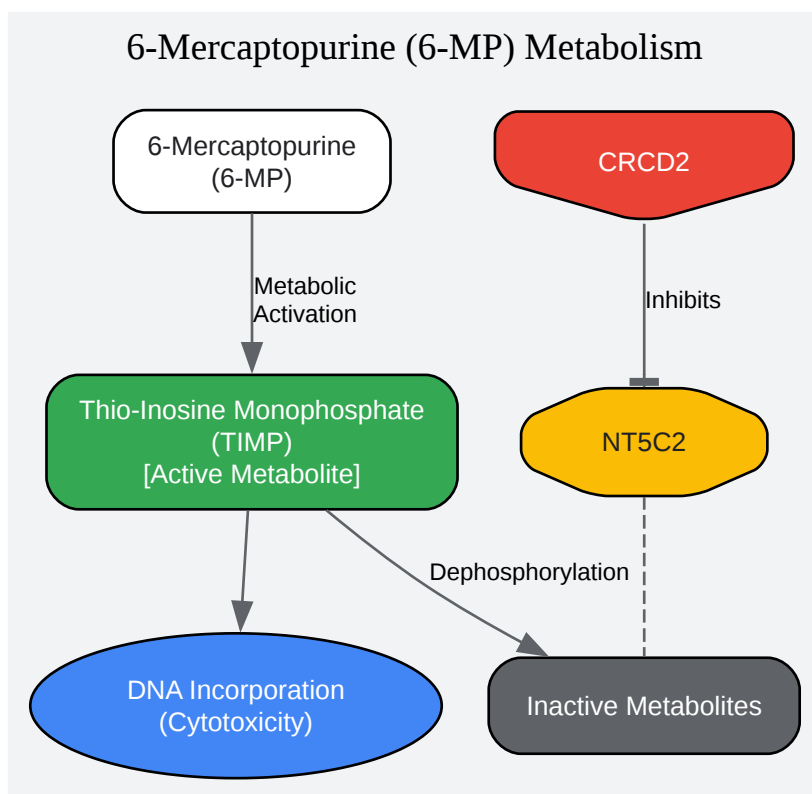 6-Mercaptopurine (6-MP) Metabolism
6-Mercaptopurine
(6-MP)
CRCD2
Metabolic
Activation
Inhibits
Thio-Inosine Monophosphate
(TIMP)
[Active Metabolite]
NT5C2
Dephosphorylation
DNA Incorporation
(Cytotoxicity)
Inactive Metabolites